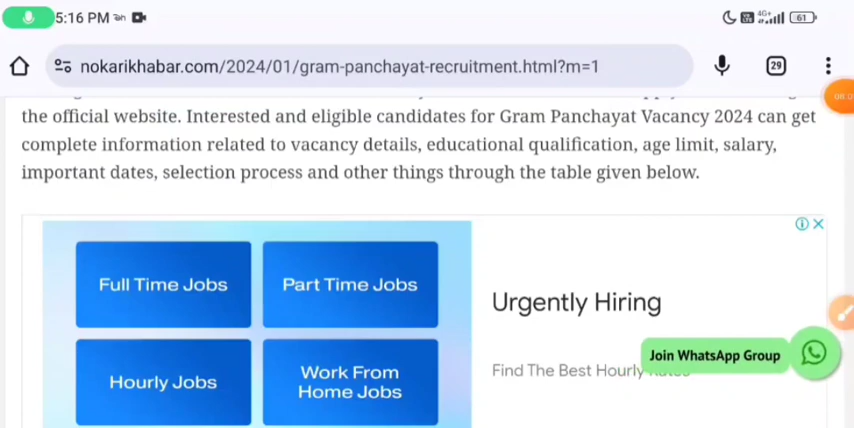 5:16 PM
4G+
61
nokarikhabar.com/2024/01/gram-panchayat-recruitment.html?m=1
29
the official website. Interested and eligible candidates for Gram Panchayat Vacancy 2024 can get
complete information related to vacancy details, educational qualification, age limit, salary,
important dates, selection process and other things through the table given below.
Full Time Jobs
Part Time Jobs
Urgently Hiring
Join WhatsApp Group
Hourly Jobs
Work From
Home Jobs
Find The Best Hourly